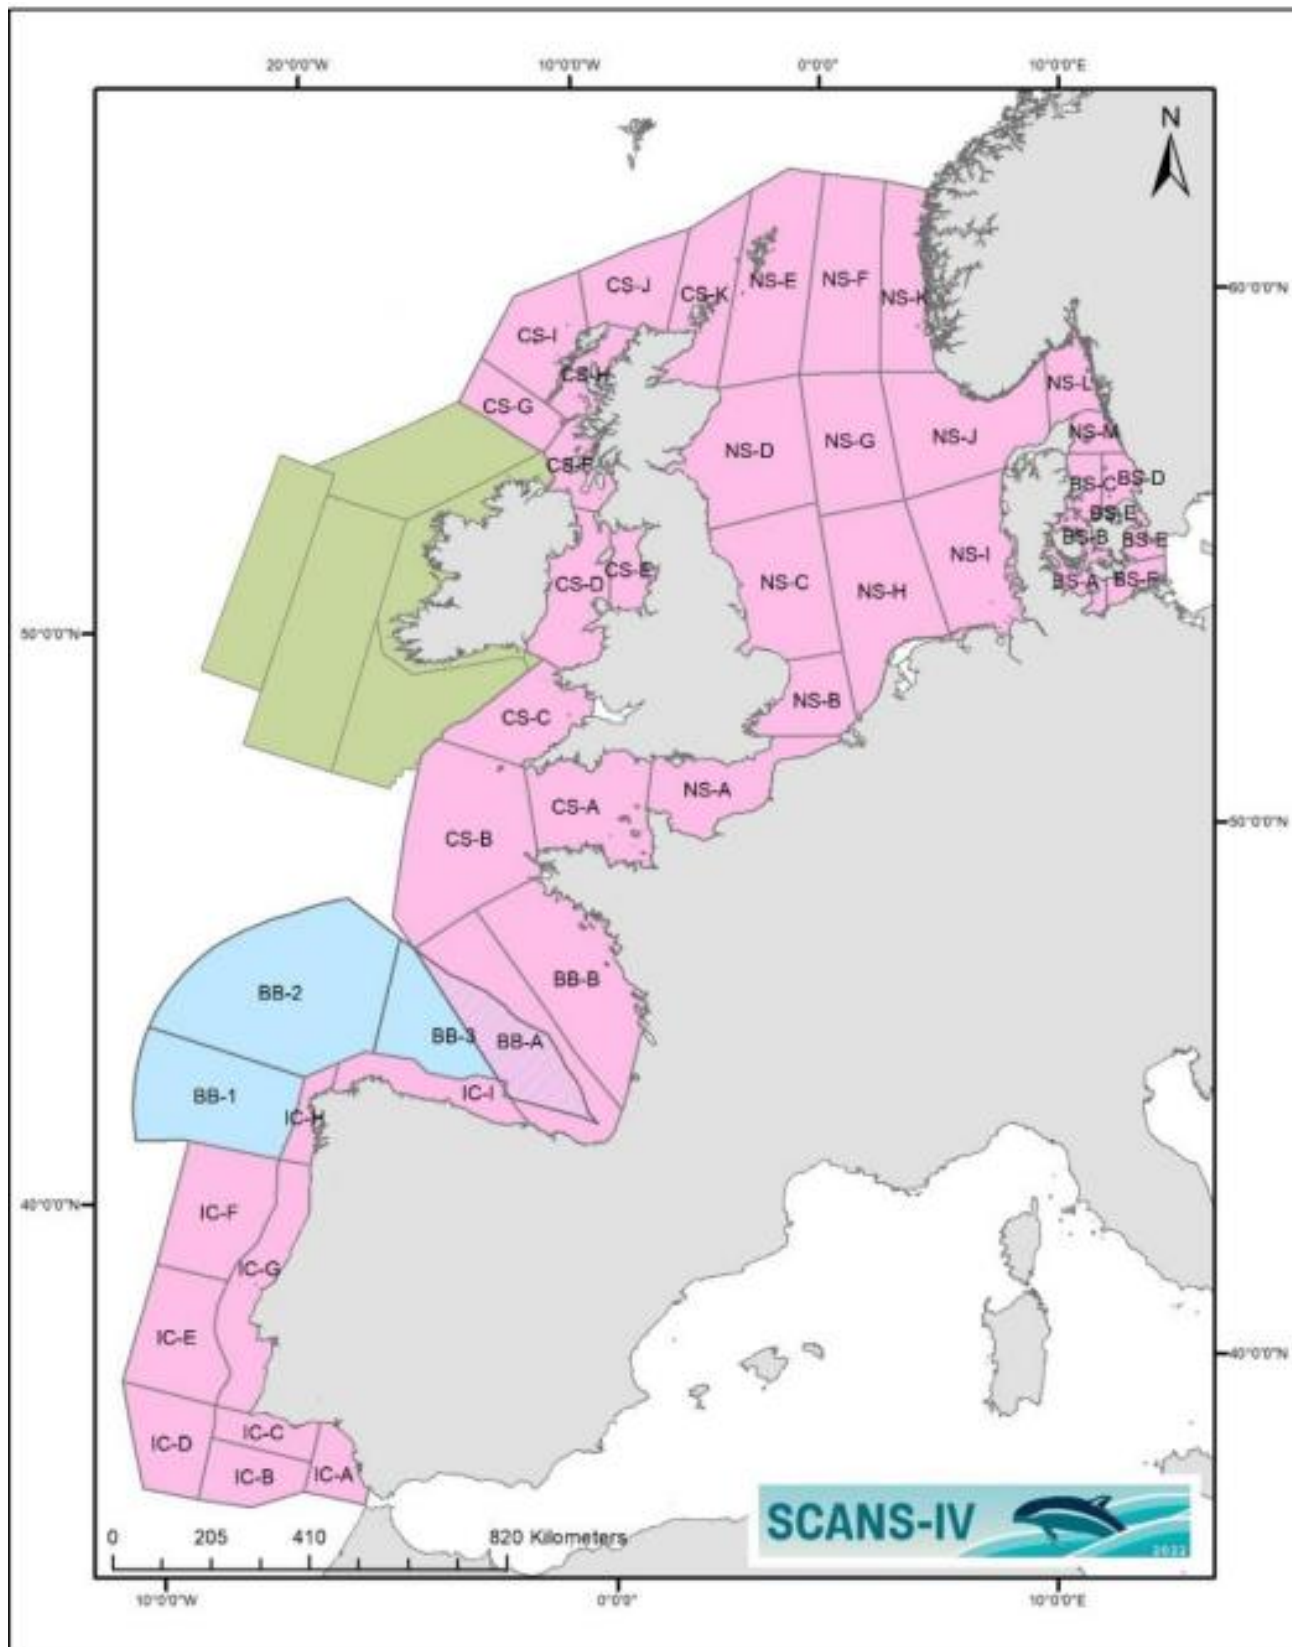 20°0'0"W 10°0'0"W 0°0'0" 10°0'0"E
N
NS-E
CS-J
NS-F
CS-K
60°0'0"N
NS-K
CS-I
CS-H
NS-L
CS-G
NS-M
NS-J
NS-G
NS-D
CS-F
BS-D
BS-C
BS-E
BS-B
BS-E
NS-I
CS-E
CS-D
NS-C
BS-A
BS-F
NS-H
50°0'0"N
NS-B
CS-C
NS-A
CS-A
50°0'0"N
CS-B
BB-B
BB-2
BB-3
BB-A
IC-I
BB-1
IC-H
40°0'0"N
IC-F
IC-G
IC-E
40°0'0"N
IC-C
IC-D
IC-A
IC-B
SCANS-IV
2022
0 205 410 820 Kilometers
10°0'0"W 0°0'0" 10°0'0"E